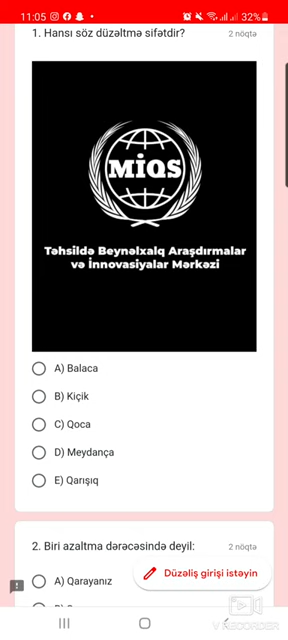 11:05
32%
1. Hansı söz düzəltmə sifətdir?
2 nöqtə
MİQS
Təhsildə Beynəlxalq Araşdırmalar
və İnnovasiyalar Mərkəzi
A) Balaca
B) Kiçik
C) Qoca
D) Meydança
E) Qarışıq
2. Biri azaltma dərəcəsində deyil:
2 nöqtə
A) Qarayanız
Düzəliş girişi istəyin
V RECORDER